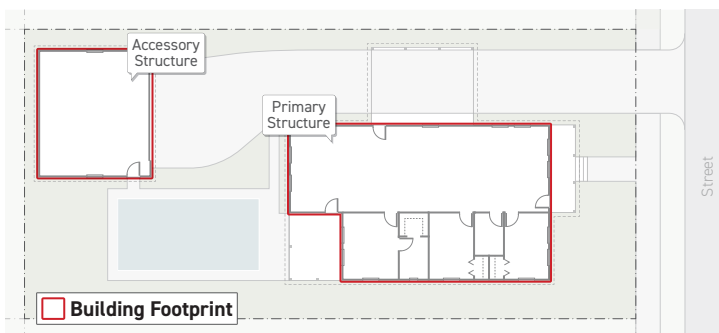 Accessory
Structure
Primary
Structure
Street
Building Footprint